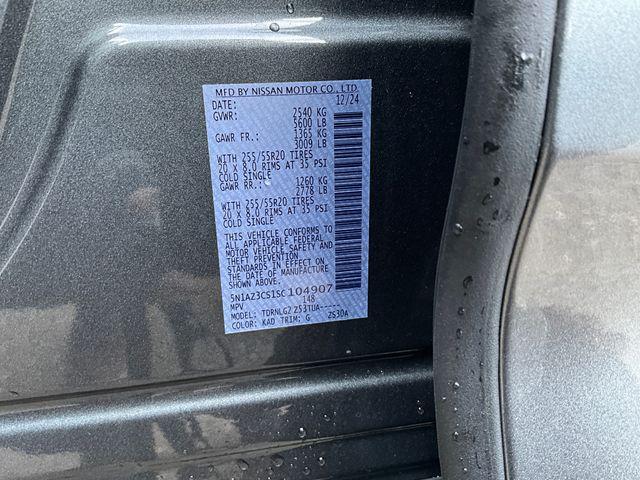 MFD BY NISSAN MOTOR CO., LTD
DATE: 12/24
GVWR: 2540 KG
5600 LB
GAWR FR.: 1365 KG
3009 LB
WITH 255/55R20 TIRES
20 x 8.0 RIMS AT 35 PSI
COLD SINGLE
GAWR RR.: 1260 KG
2778 LB
WITH 255/55R20 TIRES
20 x 8.0 RIMS AT 35 PSI
COLD SINGLE
THIS VEHICLE CONFORMS TO
ALL APPLICABLE FEDERAL
MOTOR VEHICLE SAFETY AND
THEFT PREVENTION
STANDARDS IN EFFECT ON
THE DATE OF MANUFACTURE
5N1AZ3CS1SC104907
MPV 148
MODEL: TDRNLGZ Z53TUA-----
COLOR: KAD TRIM: G ZS3DA